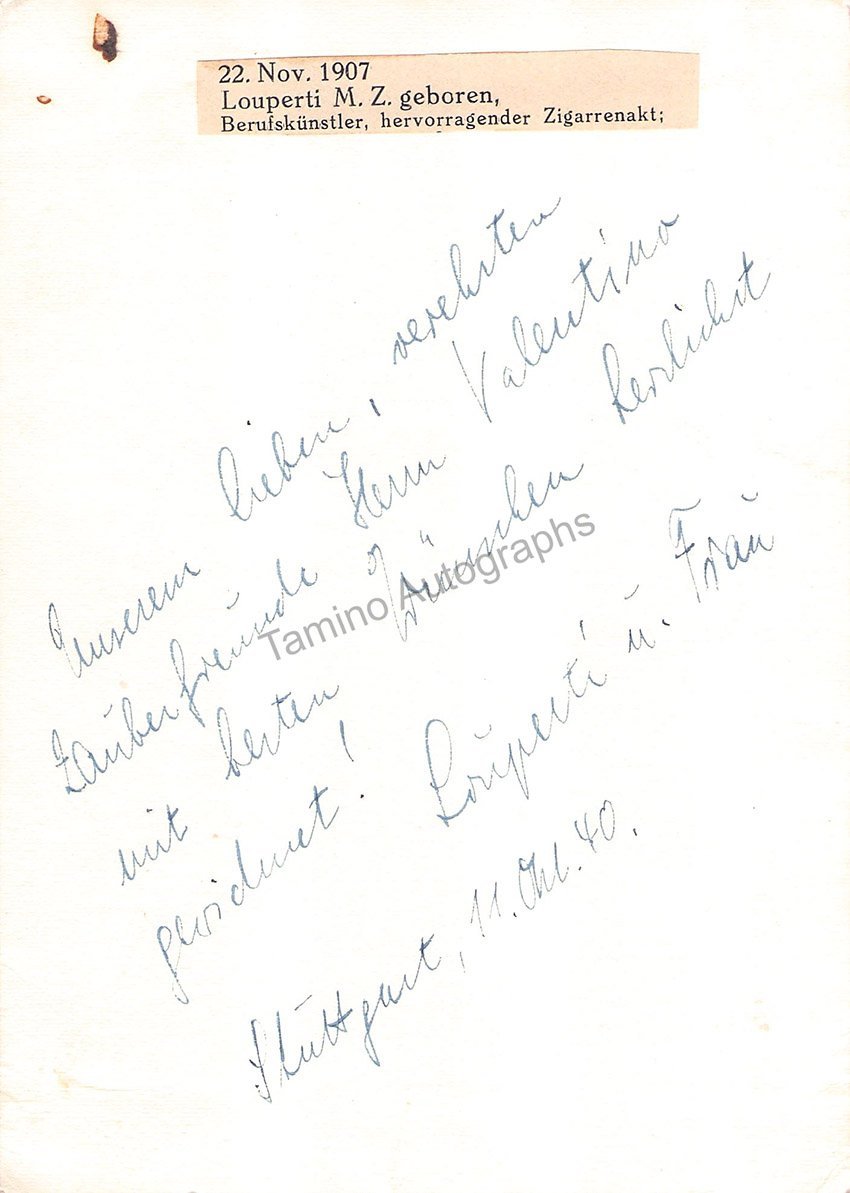 22. Nov. 1907
Louperti M. Z. geboren,
Berufskünstler, hervorragender Zigarrenakt;
Unserem lieben, verehrten
Zauberfreunde Herrn Valentino
mit besten Wünschen herzlichst
gewidmet! Louperti u. Frau
Stuttgart, 11. Okt. 40.
Tamino Autographs